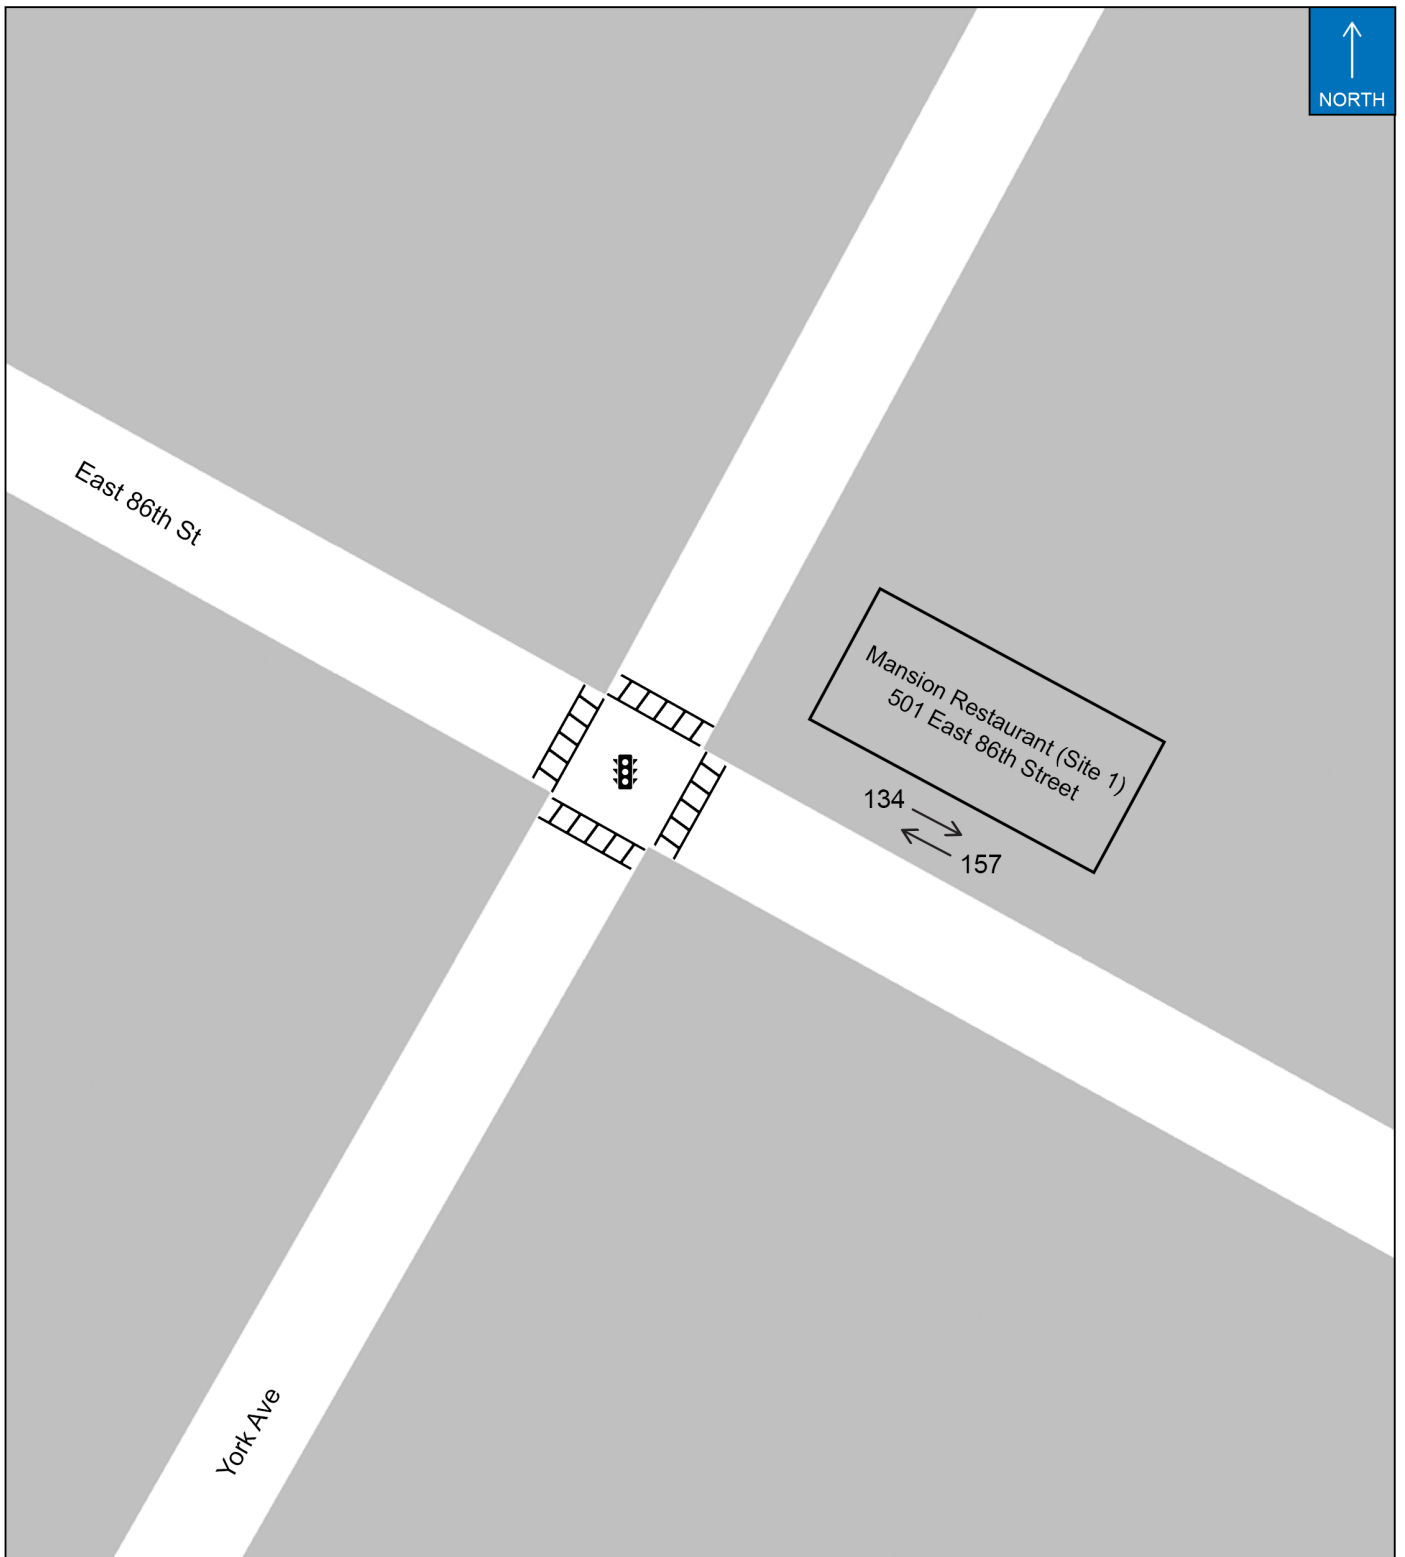 NORTH
East 86th St
Mansion Restaurant (Site 1)
501 East 86th Street
134
157
York Ave